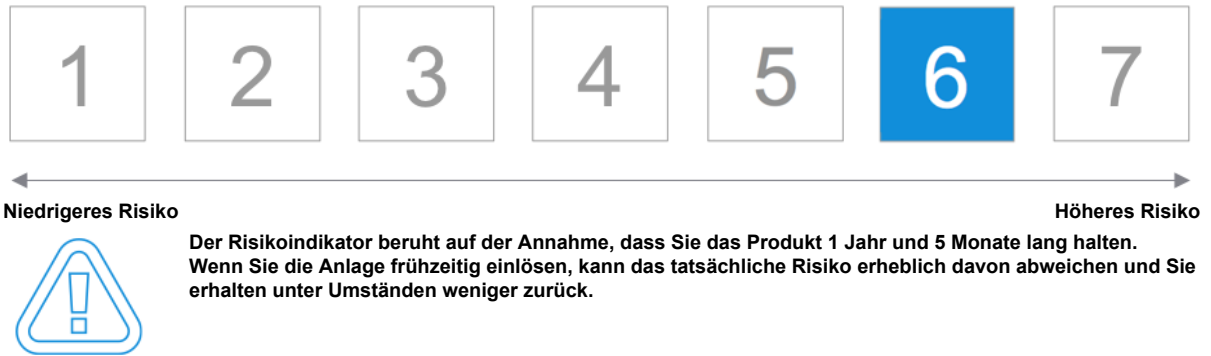 1 2 3 4 5 6 7
Niedrigeres Risiko Höheres Risiko
Der Risikoindikator beruht auf der Annahme, dass Sie das Produkt 1 Jahr und 5 Monate lang halten.
Wenn Sie die Anlage frühzeitig einlösen, kann das tatsächliche Risiko erheblich davon abweichen und Sie
erhalten unter Umständen weniger zurück.